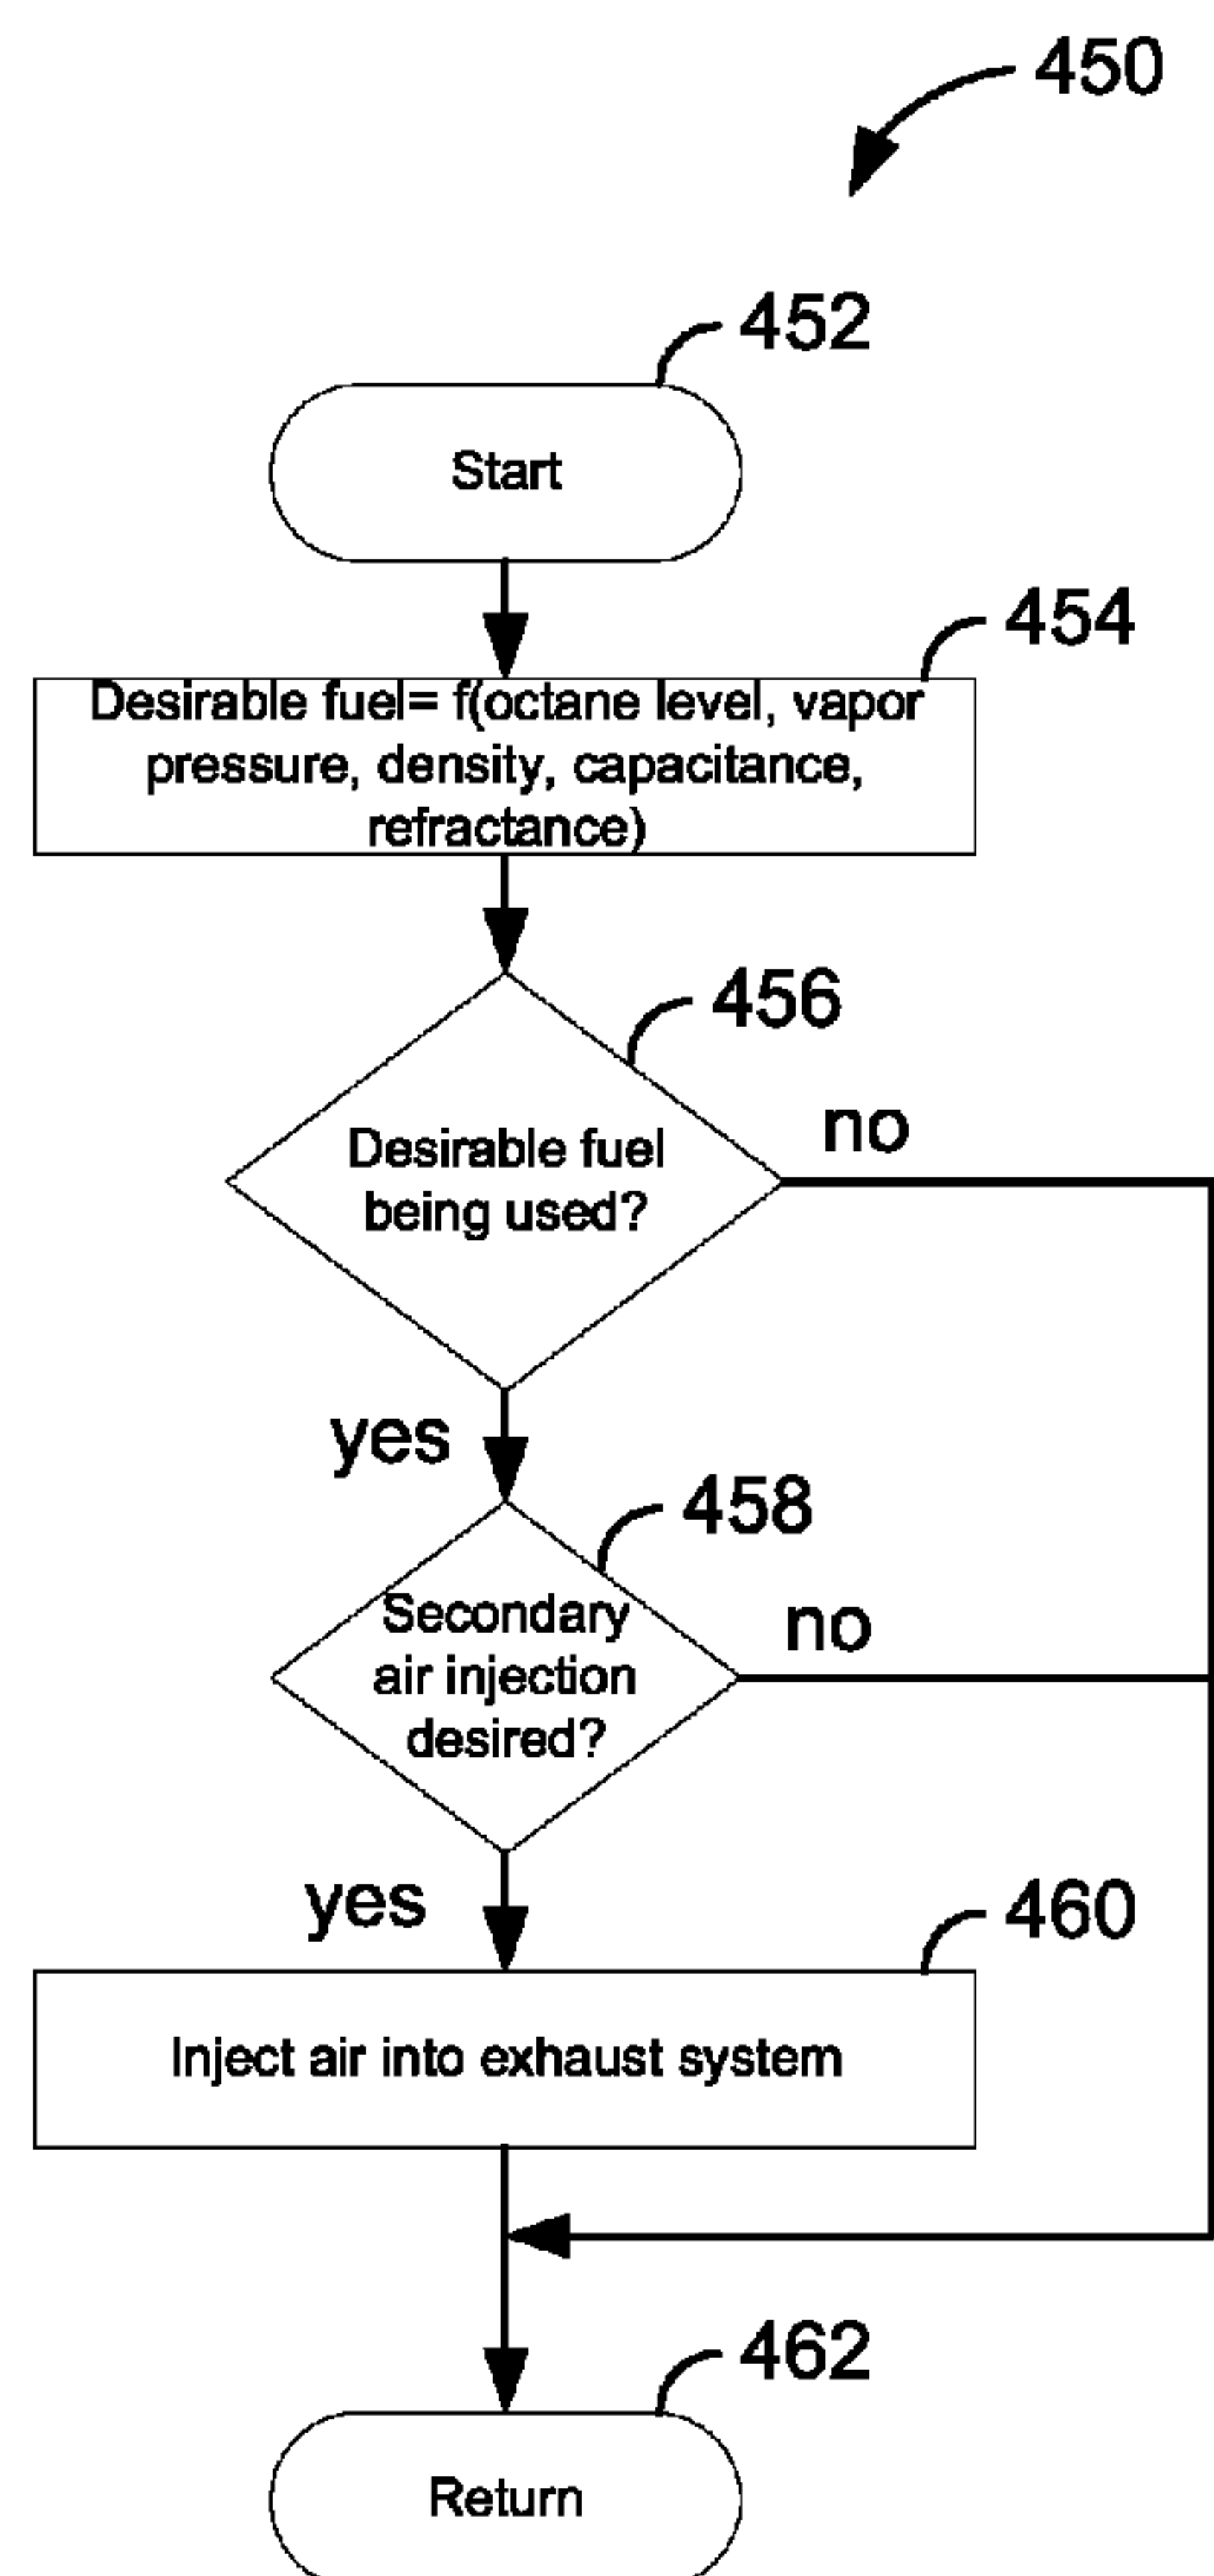 450
452
Start
454
Desirable fuel= f(octane level, vapor
pressure, density, capacitance,
refractance)
456
Desirable fuel
being used?
no
yes
458
Secondary
air injection
desired?
no
yes
460
Inject air into exhaust system
462
Return